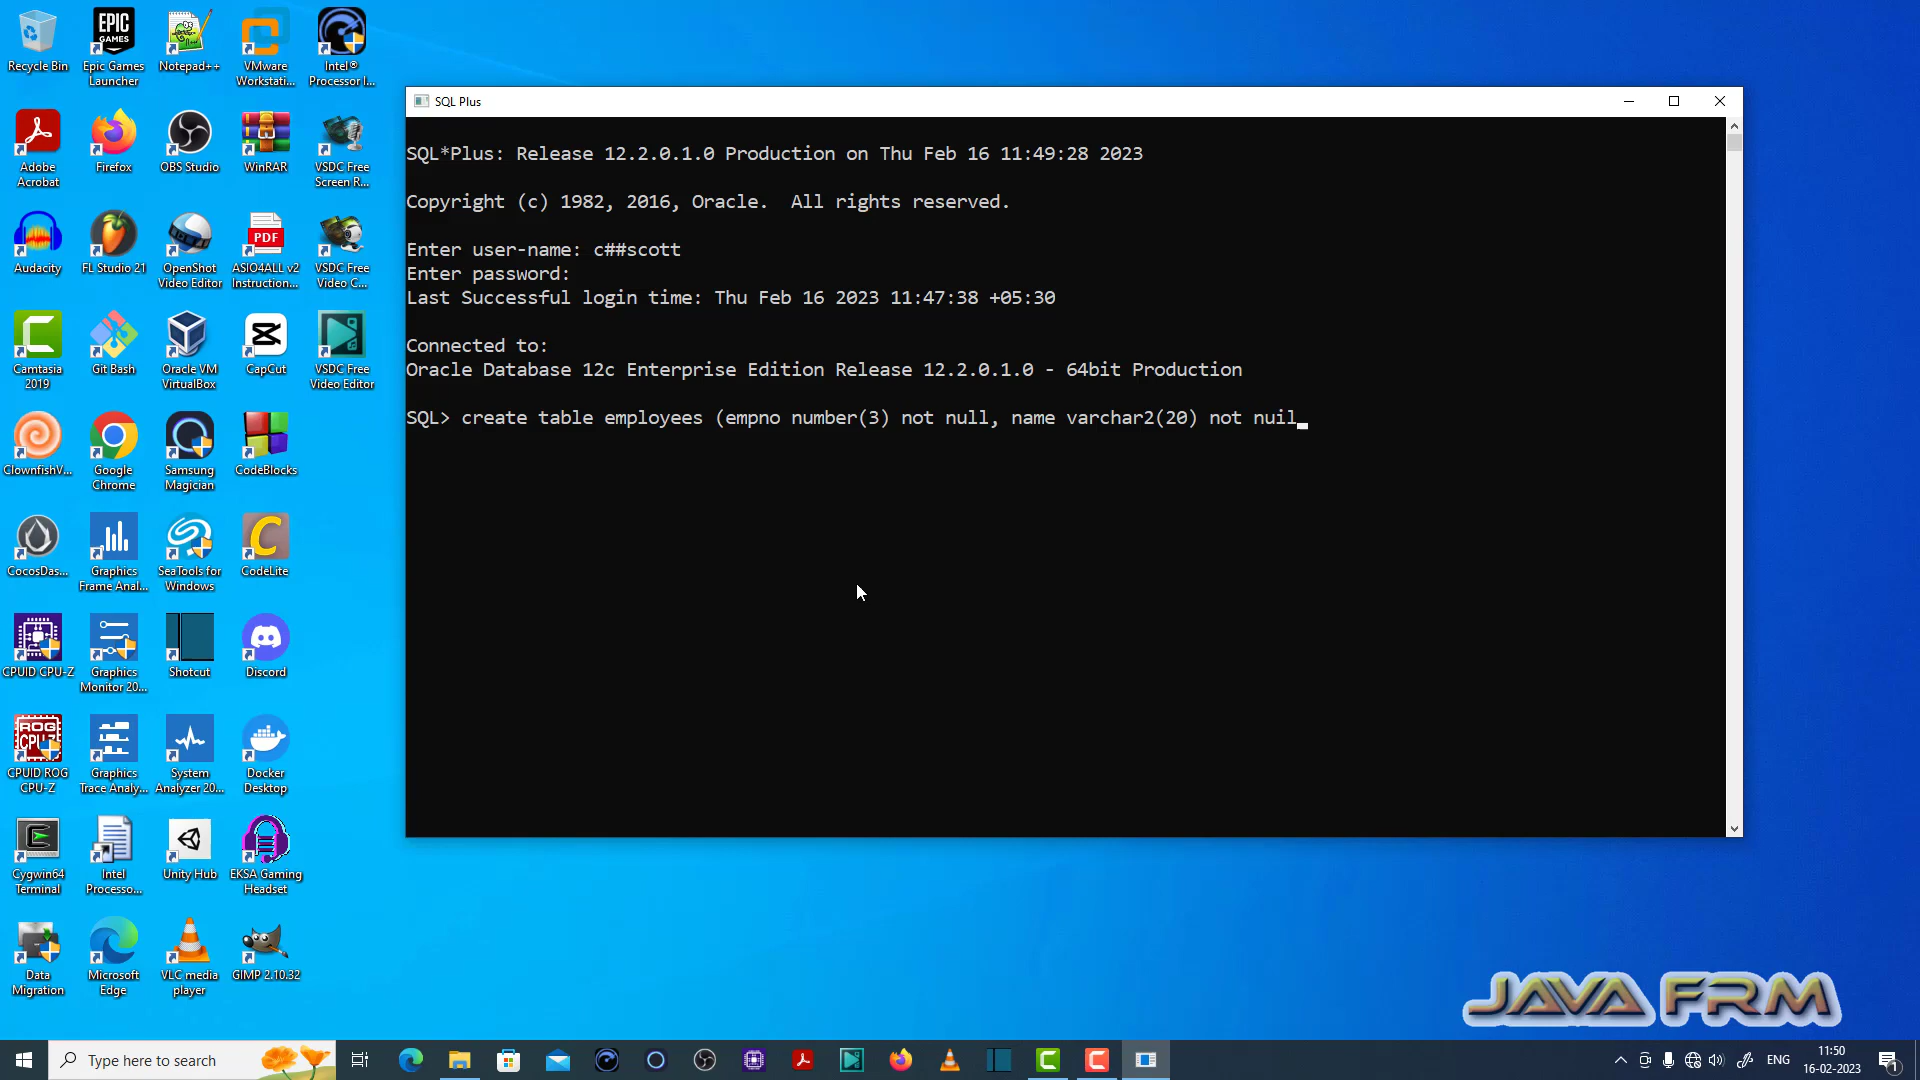 Recycle Bin
Epic Games
Launcher
Notepad++
VMware
Workstati...
Intel®
Processor I...
Adobe
Acrobat
Firefox
OBS Studio
WinRAR
VSDC Free
Screen R...
Audacity
FL Studio 21
OpenShot
Video Editor
ASIO4ALL v2
Instruction...
VSDC Free
Video C...
Camtasia
2019
Git Bash
Oracle VM
VirtualBox
CapCut
VSDC Free
Video Editor
ClownfishV...
Google
Chrome
Samsung
Magician
CodeBlocks
CocosDas...
Graphics
Frame Anal...
SeaTools for
Windows
CodeLite
CPUID CPU-Z
Graphics
Monitor 20...
Shotcut
Discord
CPUID ROG
CPU-Z
Graphics
Trace Analy...
System
Analyzer 20...
Docker
Desktop
Cygwin64
Terminal
Intel
Processo...
Unity Hub
EKSA Gaming
Headset
Data
Migration
Microsoft
Edge
VLC media
player
GIMP 2.10.32
EPIC
GAMES
PDF
ROG
CPU-Z
SQL Plus
SQL*Plus: Release 12.2.0.1.0 Production on Thu Feb 16 11:49:28 2023
Copyright (c) 1982, 2016, Oracle.  All rights reserved.
Enter user-name: c##scott
Enter password:
Last Successful login time: Thu Feb 16 2023 11:47:38 +05:30
Connected to:
Oracle Database 12c Enterprise Edition Release 12.2.0.1.0 - 64bit Production
SQL> create table employees (empno number(3) not null, name varchar2(20) not nuil_
JAVA FRM
Type here to search
ENG
11:50
16-02-2023
1